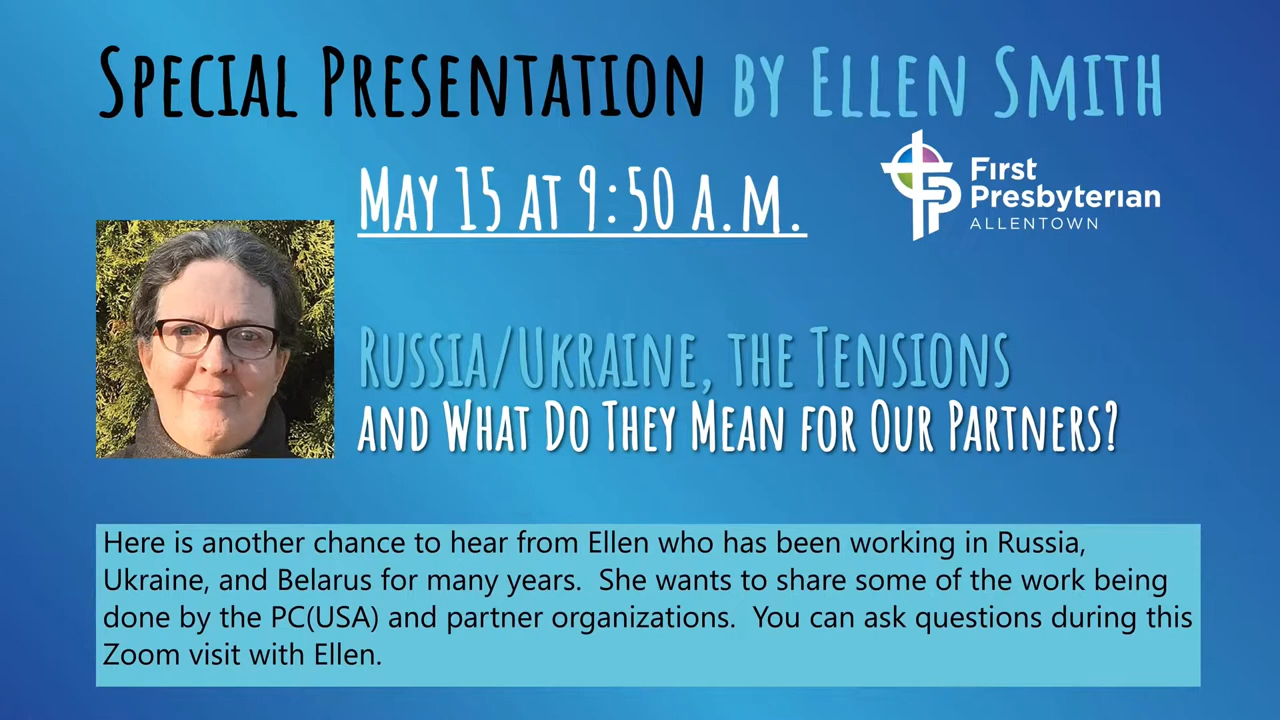 Special Presentation by Ellen Smith
May 15 at 9:50 a.m.
First
Presbyterian
ALLENTOWN
Russia/Ukraine, the Tensions
and What Do They Mean for Our Partners?
Here is another chance to hear from Ellen who has been working in Russia,
Ukraine, and Belarus for many years.  She wants to share some of the work being
done by the PC(USA) and partner organizations.  You can ask questions during this
Zoom visit with Ellen.